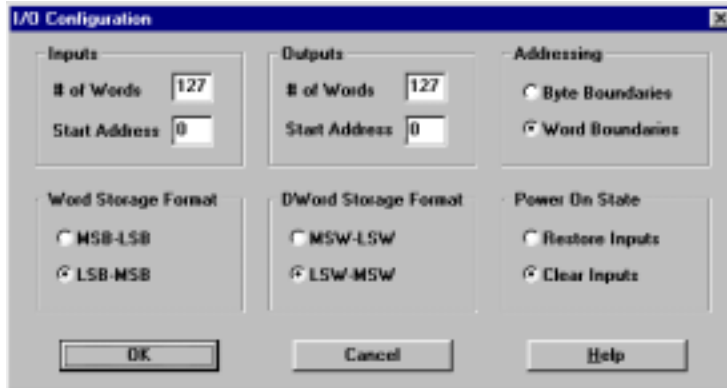 I/O Configuration
Inputs
# of Words 127
Start Address 0
Outputs
# of Words 127
Start Address 0
Addressing
Byte Boundaries
Word Boundaries
Word Storage Format
MSB-LSB
LSB-MSB
DWord Storage Format
MSW-LSW
LSW-MSW
Power On State
Restore Inputs
Clear Inputs
OK
Cancel
Help